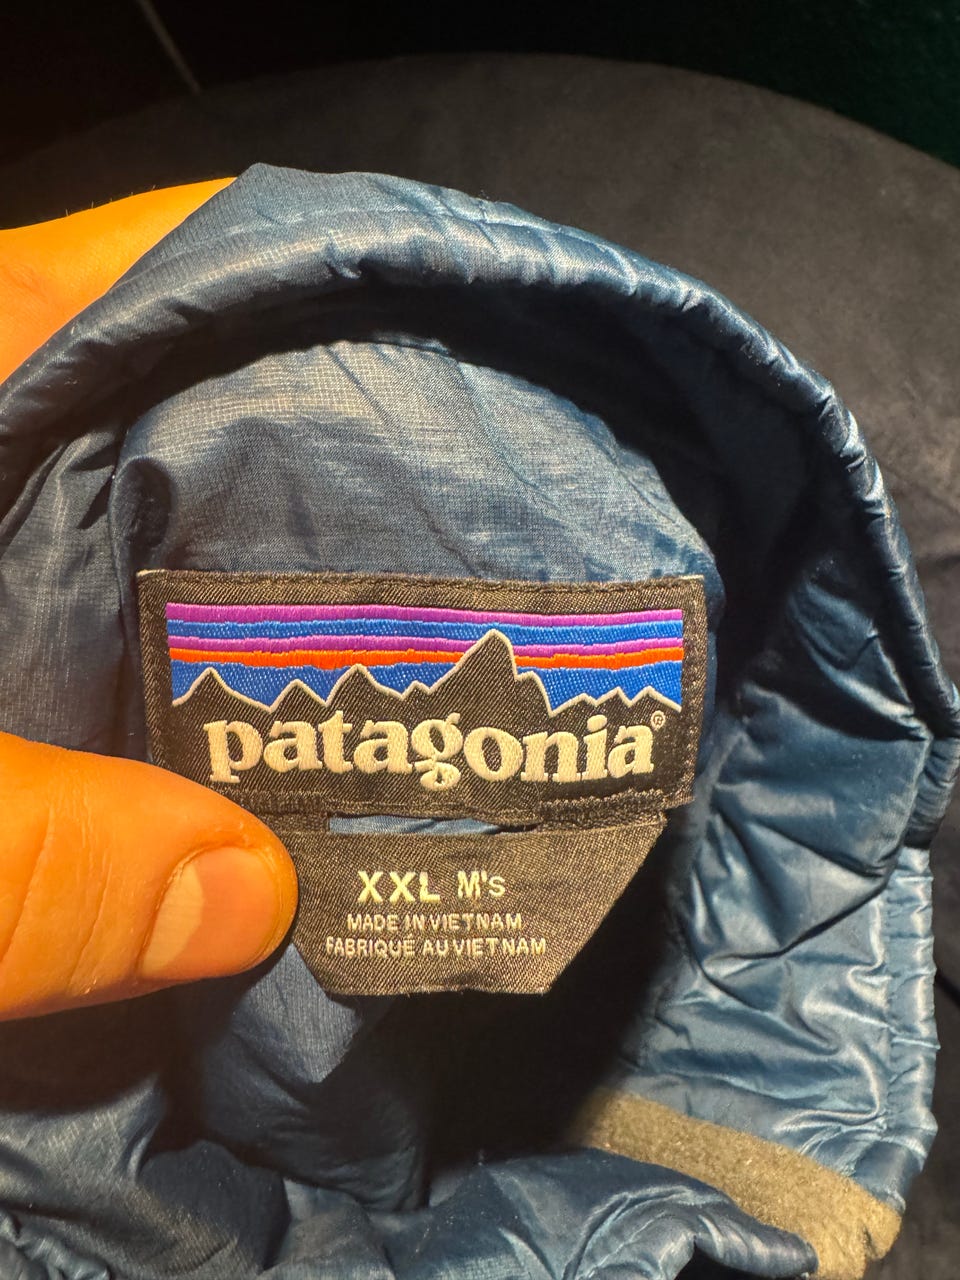 patagonia®
XXL M's
MADE IN VIETNAM
FABRIQUÉ AU VIETNAM